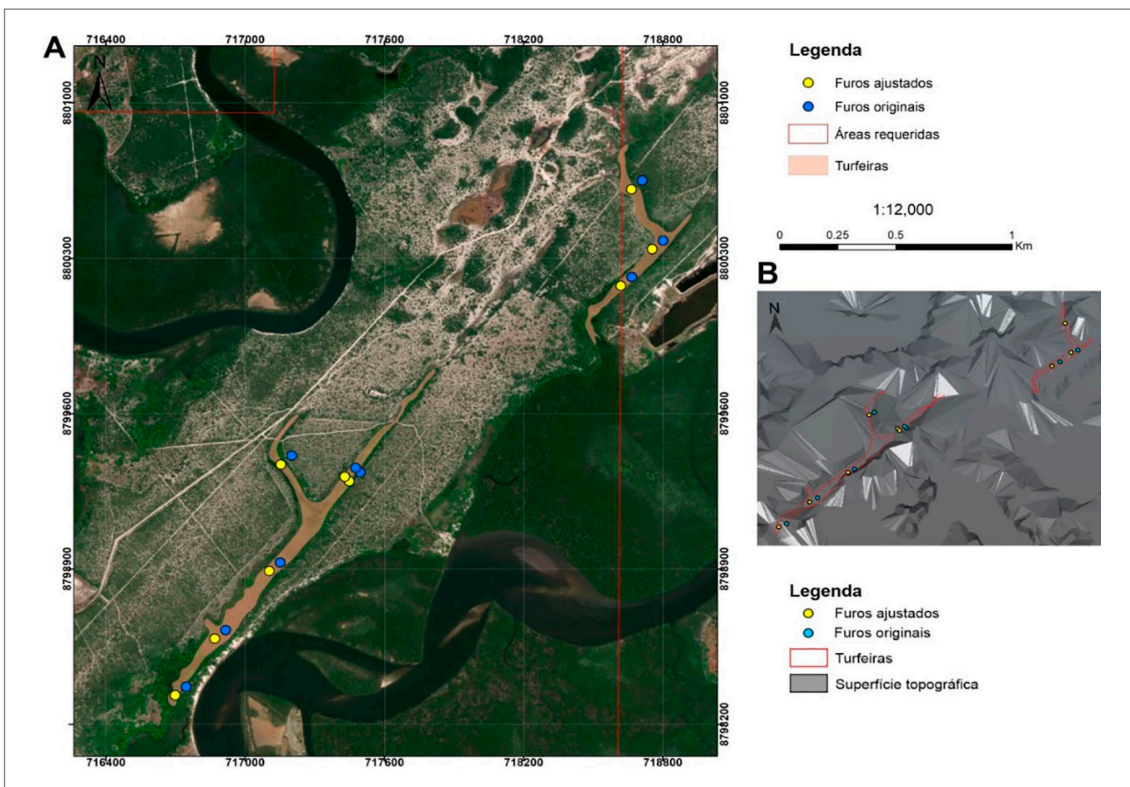 A
716400 717000 717600 718200 718800
N
8801000 8801000
8800300 8800300
8799600 8799600
8798900 8798900
8798200 8798200
716400 717000 717600 718200 718800
Legenda
Furos ajustados
Furos originais
Áreas requeridas
Turfeiras
1:12,000
0 0.25 0.5 1
Km
B
N
Legenda
Furos ajustados
Furos originais
Turfeiras
Superfície topográfica